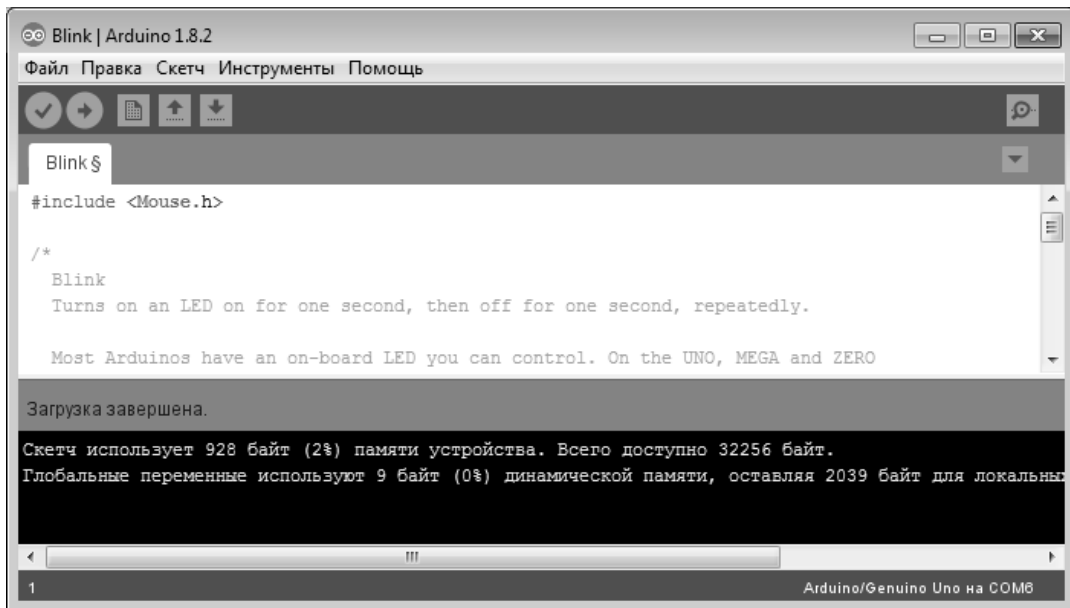 Blink | Arduino 1.8.2
Файл Правка Скетч Инструменты Помощь
Blink §
#include <Mouse.h>
/*
Blink
Turns on an LED on for one second, then off for one second, repeatedly.
Most Arduinos have an on-board LED you can control. On the UNO, MEGA and ZERO
Загрузка завершена.
Скетч использует 928 байт (2%) памяти устройства. Всего доступно 32256 байт.
Глобальные переменные используют 9 байт (0%) динамической памяти, оставляя 2039 байт для
1
Arduino/Genuino Uno на COM6